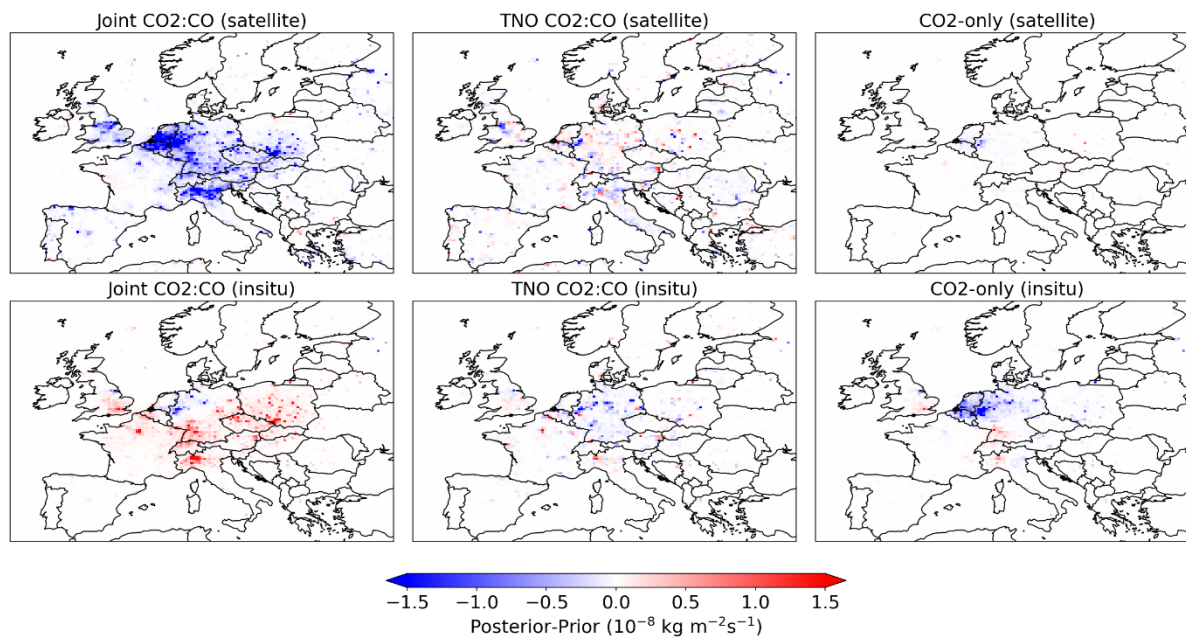 Joint CO2:CO (satellite)
TNO CO2:CO (satellite)
CO2-only (satellite)
Joint CO2:CO (insitu)
TNO CO2:CO (insitu)
CO2-only (insitu)
−1.5 −1.0 −0.5 0.0 0.5 1.0 1.5
Posterior-Prior (10⁻⁸ kg m⁻²s⁻¹)